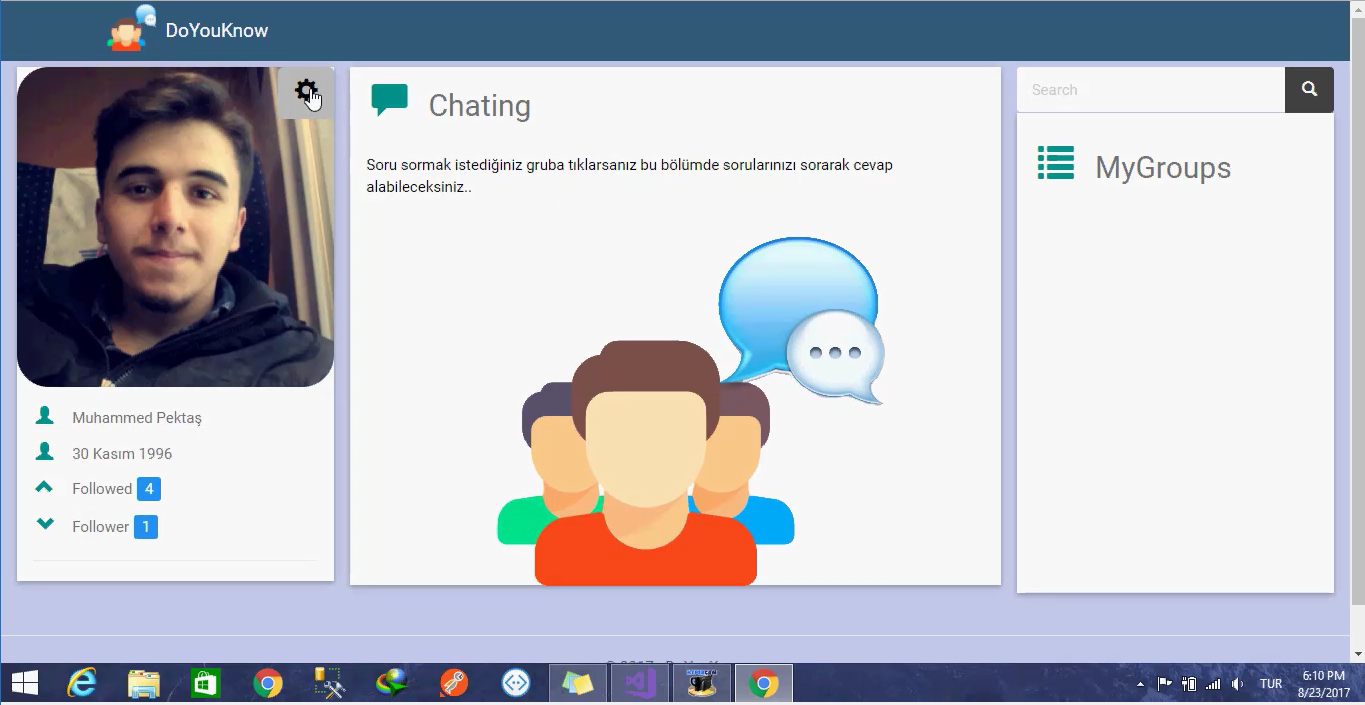 DoYouKnow
Muhammed Pektaş
30 Kasım 1996
Followed 4
Follower 1
Chating
Soru sormak istediğiniz gruba tıklarsanız bu bölümde sorularınızı sorarak cevap
alabileceksiniz..
Search
MyGroups
TUR
6:10 PM
8/23/2017